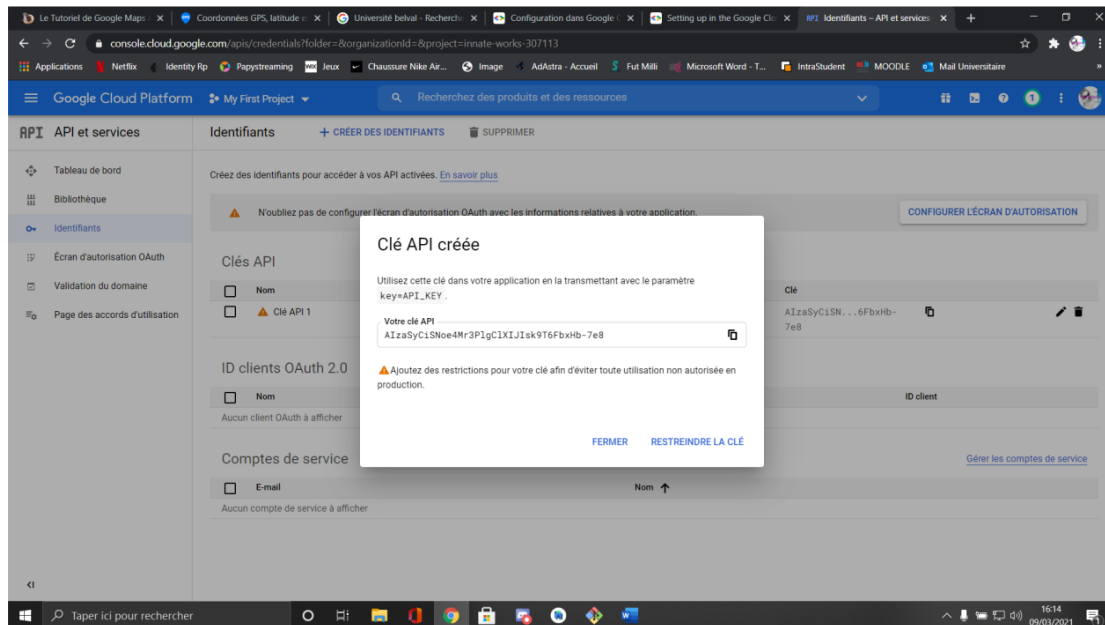 Le Tutoriel de Google Maps
Coordonnées GPS, latitude e
Université belval - Recherche
Configuration dans Google C
Setting up in the Google Clo
API Identifiants – API et services
console.cloud.google.com/apis/credentials?folder=&organizationId=&project=innate-works-307113
Applications Netflix Identity Rp Papystreaming WIX Jeux Chaussure Nike Air... Image AdAstra - Accueil Fut Milli Microsoft Word - T... IntraStudent MOODLE Mail Universitaire »
Google Cloud Platform My First Project Recherchez des produits et des ressources 1
API API et services
Identifiants + CRÉER DES IDENTIFIANTS SUPPRIMER
Tableau de bord
Bibliothèque
Identifiants
Écran d'autorisation OAuth
Validation du domaine
Page des accords d'utilisation
Créez des identifiants pour accéder à vos API activées. En savoir plus
N'oubliez pas de configurer l'écran d'autorisation OAuth avec les informations relatives à votre application.
CONFIGURER L'ÉCRAN D'AUTORISATION
Clés API
Nom Clé
Clé API 1 AIzaSyCiSN...6FbxHb-
7e8
ID clients OAuth 2.0
Nom ID client
Aucun client OAuth à afficher
Comptes de service Gérer les comptes de service
E-mail Nom
Aucun compte de service à afficher
Clé API créée
Utilisez cette clé dans votre application en la transmettant avec le paramètre
key=API_KEY.
Votre clé API
AIzaSyCiSNoe4Mr3PlgClXIJIsk9T6FbxHb-7e8
Ajoutez des restrictions pour votre clé afin d'éviter toute utilisation non autorisée en
production.
FERMER RESTREINDRE LA CLÉ
Taper ici pour rechercher
16:14
09/03/2021